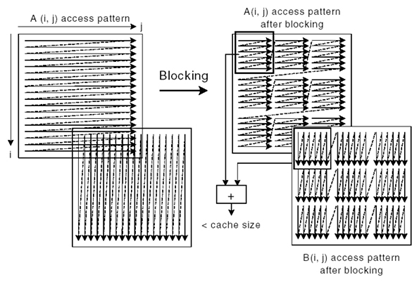 A (i, j) access pattern
j
i
Blocking
A(i, j) access pattern
after blocking
+
< cache size
B(i, j) access pattern
after blocking